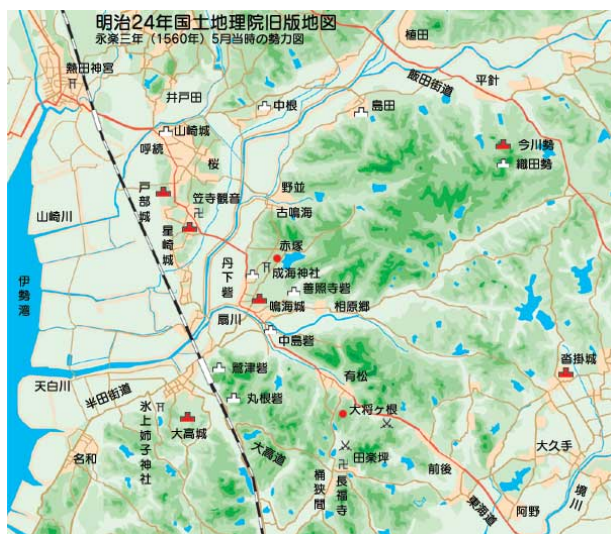 明治24年国土地理院旧版地図
永楽三年（1560年）5月当時の勢力図
植田
熱田神宮
飯田街道
平針
井戸田
中根
島田
山崎城
呼続
今川勢
桜
織田勢
戸部城
野並
笠寺観音
古鳴海
山崎川
星崎城
赤塚
丹下砦
成海神社
伊勢湾
善照寺砦
鳴海城
相原郷
扇川
中島砦
鷲津砦
有松
沓掛城
天白川
半田街道
丸根砦
大将ヶ根
氷上姉子神社
大高城
大高道
田楽坪
大久手
名和
桶狭間
長福寺
前後
東海道
阿野
境川